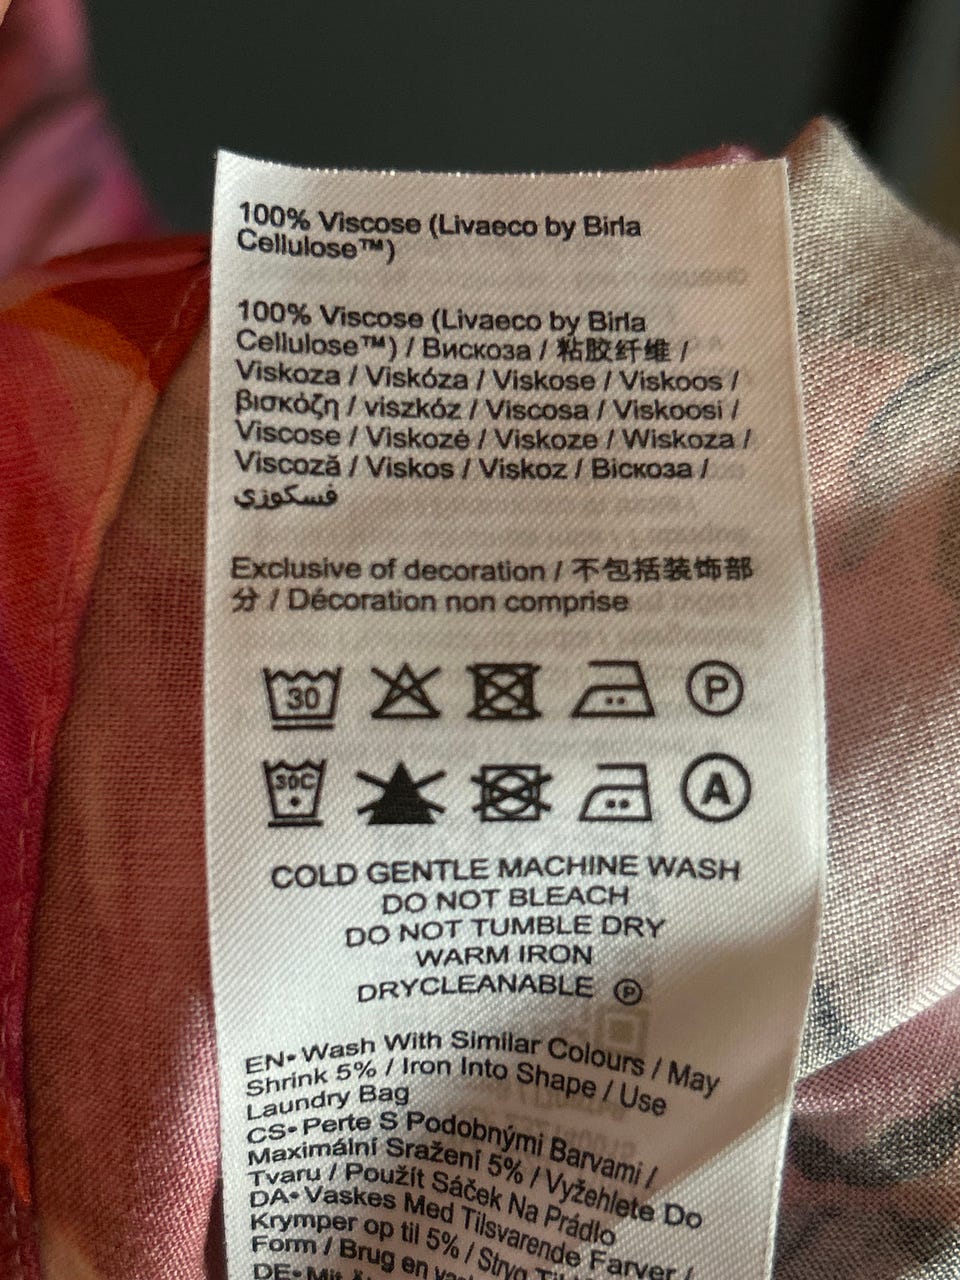 100% Viscose (Livaeco by Birla
Cellulose™)
100% Viscose (Livaeco by Birla
Cellulose™) / Вискоза / 粘胶纤维 /
Viskoza / Viskóza / Viskose / Viskoos /
βισκόζη / viszkóz / Viscosa / Viskoosi /
Viscose / Viskozė / Viskoze / Wiskoza /
Viscoză / Viskos / Viskoz / Віскоза /
فسكوزي
Exclusive of decoration / 不包括装饰部
分 / Décoration non comprise
30 P
30C A
COLD GENTLE MACHINE WASH
DO NOT BLEACH
DO NOT TUMBLE DRY
WARM IRON
DRYCLEANABLE Ⓟ
EN• Wash With Similar Colours / May
Shrink 5% / Iron Into Shape / Use
Laundry Bag
CS• Perte S Podobnými Barvami /
Maximální Sražení 5% / Vyžehlete Do
Tvaru / Použít Sáček Na Prádlo
DA• Vaskes Med Tilsvarende Farver /
Krymper op til 5% / Stryg
Form / Brug en
DE• Mit